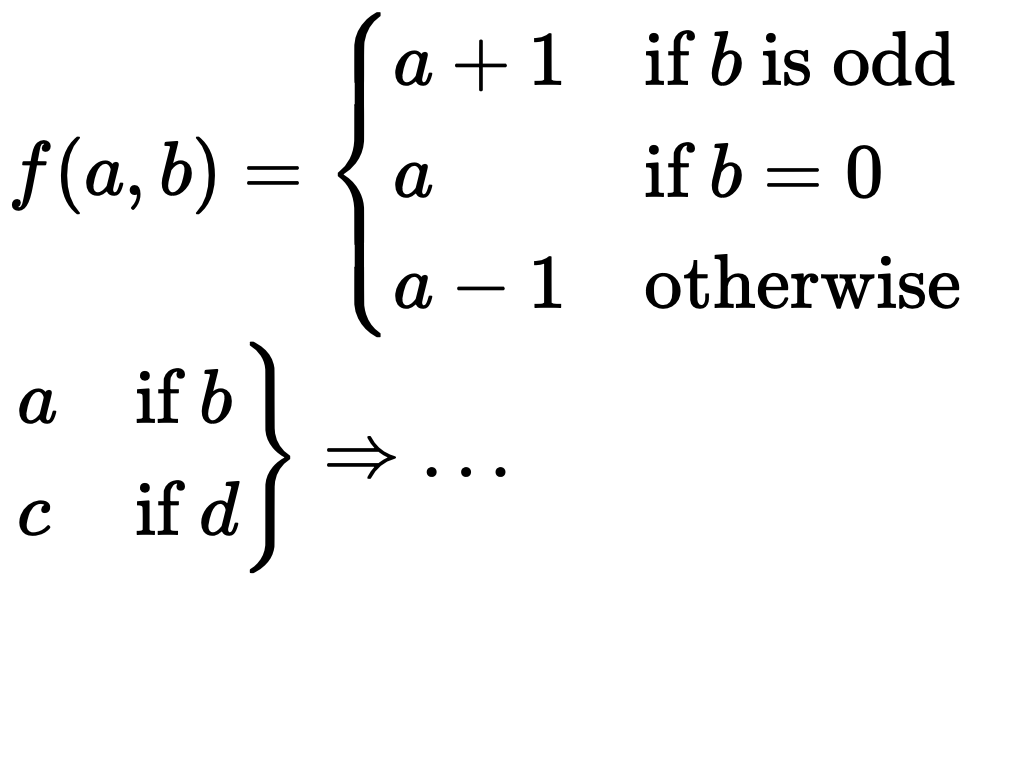 f(a, b) = { a + 1 if b is odd
a if b = 0
a − 1 otherwise
a if b
c if d } ⇒ …